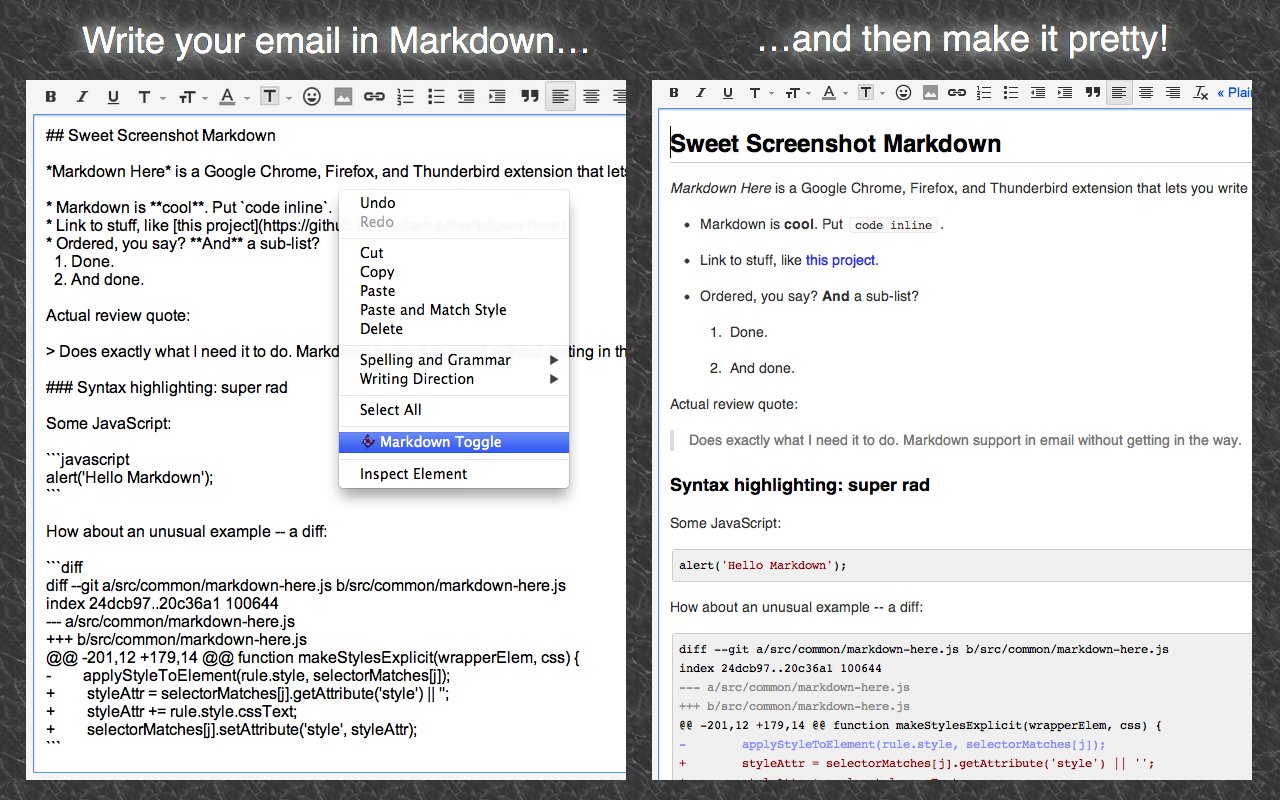 Write your email in Markdown...
B I U T тT A T
## Sweet Screenshot Markdown
*Markdown Here* is a Google Chrome, Firefox, and Thunderbird extension that lets
* Markdown is **cool**. Put `code inline`.
* Link to stuff, like [this project](https://github
* Ordered, you say? **And** a sub-list?
1. Done.
2. And done.
Actual review quote:
> Does exactly what I need it to do. Markd
### Syntax highlighting: super rad
Some JavaScript:
```javascript
alert('Hello Markdown');
```
How about an unusual example -- a diff:
```diff
diff --git a/src/common/markdown-here.js b/src/common/markdown-here.js
index 24dcb97..20c36a1 100644
--- a/src/common/markdown-here.js
+++ b/src/common/markdown-here.js
@@ -201,12 +179,14 @@ function makeStylesExplicit(wrapperElem, css) {
- applyStyleToElement(rule.style, selectorMatches[j]);
+ styleAttr = selectorMatches[j].getAttribute('style') || '';
+ styleAttr += rule.style.cssText;
+ selectorMatches[j].setAttribute('style', styleAttr);
```
Undo
Redo
Cut
Copy
Paste
Paste and Match Style
Delete
Spelling and Grammar
Writing Direction
Select All
Markdown Toggle
Inspect Element
...and then make it pretty!
B I U T тT A T « Plai
Sweet Screenshot Markdown
Markdown Here is a Google Chrome, Firefox, and Thunderbird extension that lets you write
• Markdown is cool. Put code inline .
• Link to stuff, like this project.
• Ordered, you say? And a sub-list?
1. Done.
2. And done.
Actual review quote:
Does exactly what I need it to do. Markdown support in email without getting in the way.
Syntax highlighting: super rad
Some JavaScript:
alert('Hello Markdown');
How about an unusual example -- a diff:
diff --git a/src/common/markdown-here.js b/src/common/markdown-here.js
index 24dcb97..20c36a1 100644
--- a/src/common/markdown-here.js
+++ b/src/common/markdown-here.js
@@ -201,12 +179,14 @@ function makeStylesExplicit(wrapperElem, css) {
- applyStyleToElement(rule.style, selectorMatches[j]);
+ styleAttr = selectorMatches[j].getAttribute('style') || '';